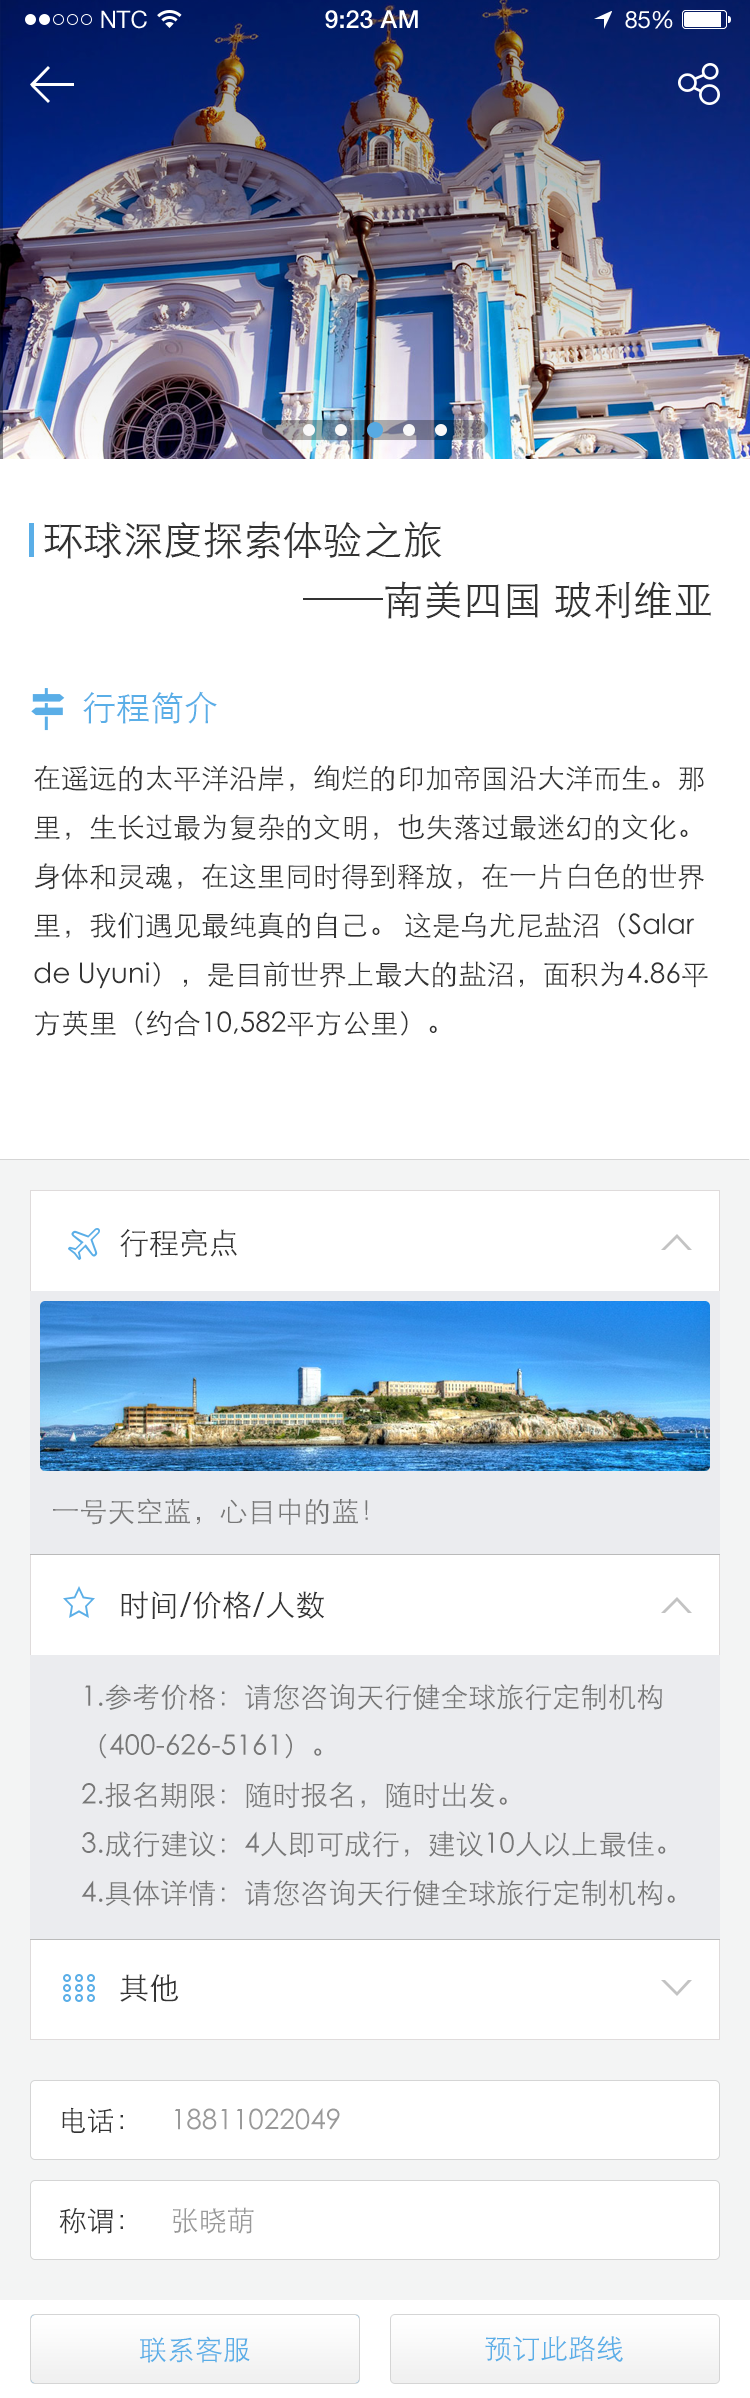 NTC 9:23 AM 85%
环球深度探索体验之旅
——南美四国 玻利维亚
行程简介
在遥远的太平洋沿岸，绚烂的印加帝国沿大洋而生。那
里，生长过最为复杂的文明，也失落过最迷幻的文化。
身体和灵魂，在这里同时得到释放，在一片白色的世界
里，我们遇见最纯真的自己。 这是乌尤尼盐沼（Salar
de Uyuni），是目前世界上最大的盐沼，面积为4.86平
方英里（约合10,582平方公里）。
行程亮点
一号天空蓝，心目中的蓝！
时间/价格/人数
1.参考价格：请您咨询天行健全球旅行定制机构
（400-626-5161）。
2.报名期限：随时报名，随时出发。
3.成行建议：4人即可成行，建议10人以上最佳。
4.具体详情：请您咨询天行健全球旅行定制机构。
其他
电话： 18811022049
称谓： 张晓萌
联系客服 预订此路线